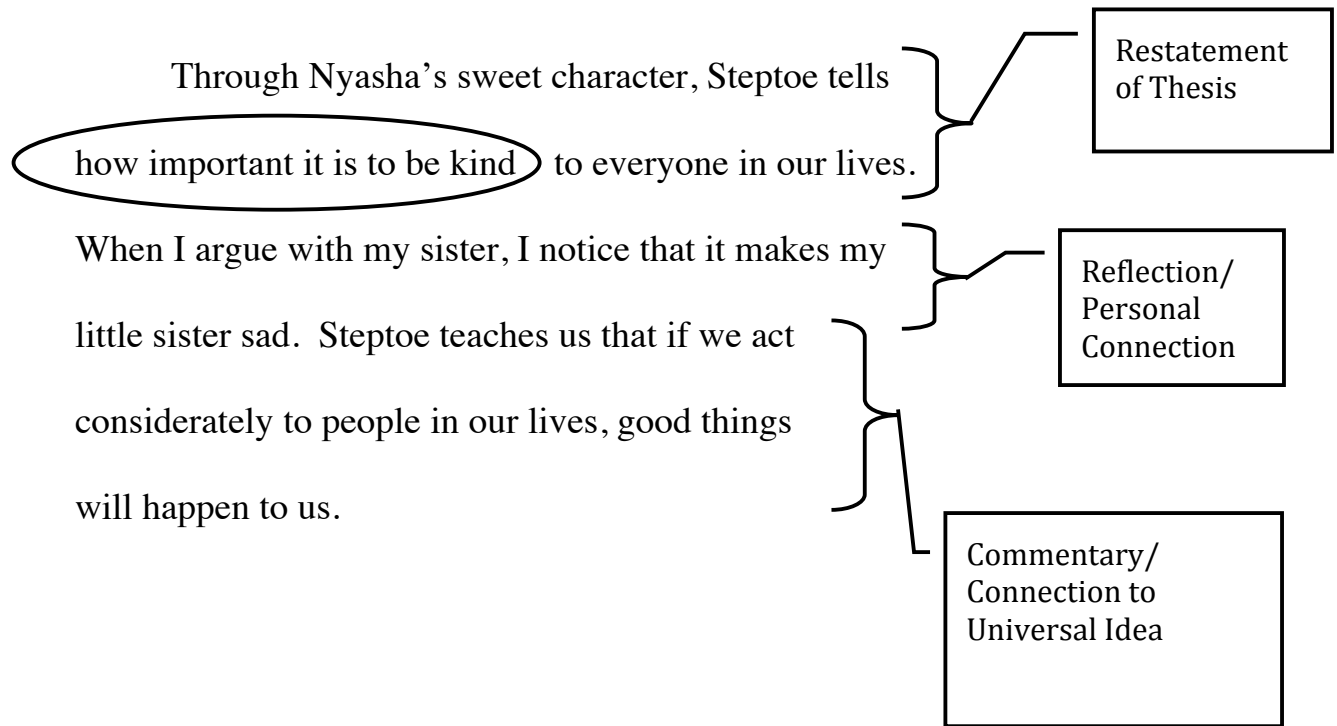 Through Nyasha’s sweet character, Steptoe tells
how important it is to be kind to everyone in our lives.
When I argue with my sister, I notice that it makes my
little sister sad.  Steptoe teaches us that if we act
considerately to people in our lives, good things
will happen to us.
Restatement
of Thesis
Reflection/
Personal
Connection
Commentary/
Connection to
Universal Idea